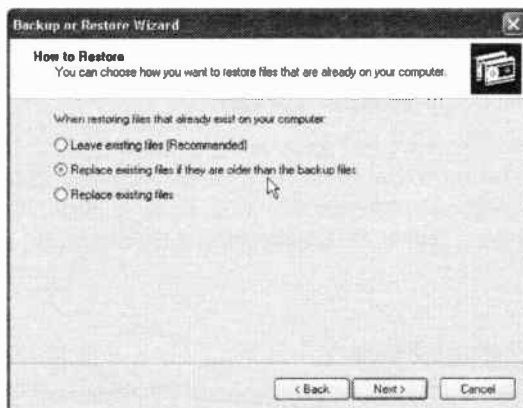 Backup or Restore Wizard
How to Restore
You can choose how you want to restore files that are already on your computer.
When restoring files that already exist on your computer:
Leave existing files (Recommended)
Replace existing files if they are older than the backup files
Replace existing files
< Back
Next >
Cancel